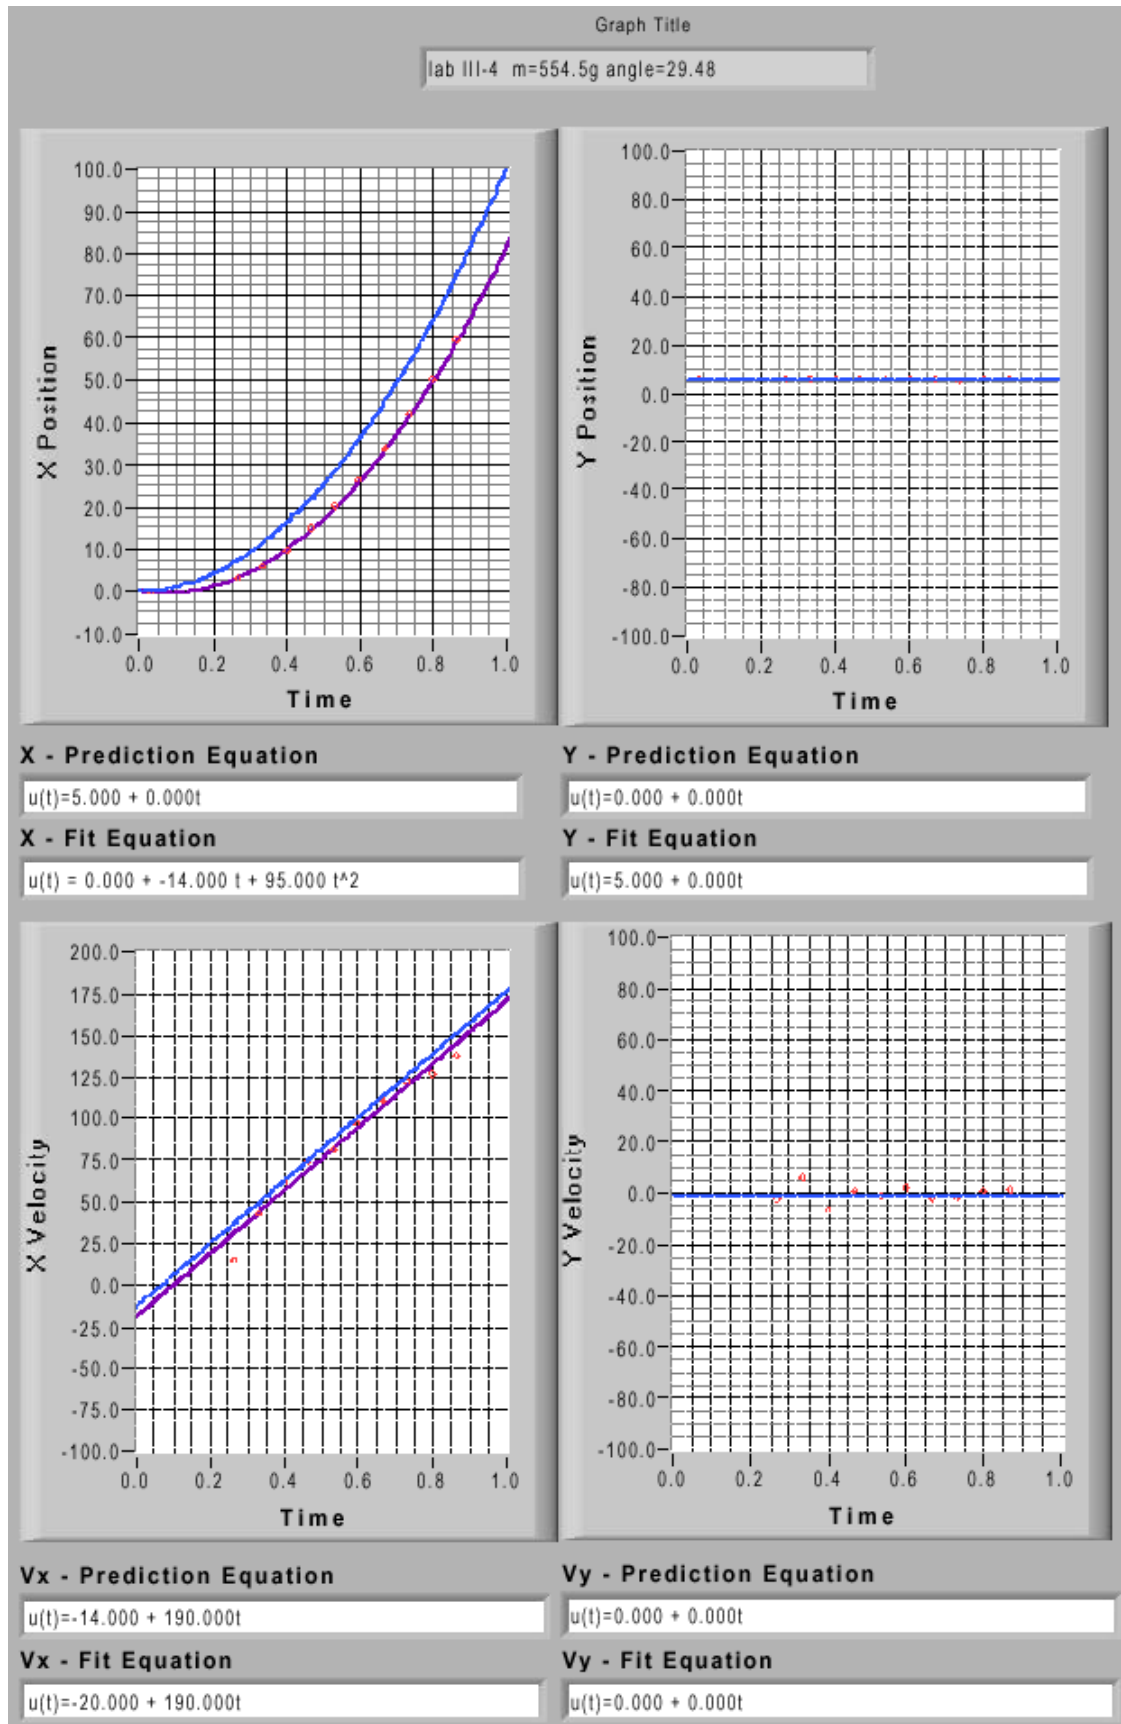 Graph Title
lab III-4 m=554.5g angle=29.48
100.0
90.0
80.0
70.0
60.0
50.0
40.0
30.0
20.0
10.0
0.0
-10.0
X Position
0.0 0.2 0.4 0.6 0.8 1.0
Time
100.0
80.0
60.0
40.0
20.0
0.0
-20.0
-40.0
-60.0
-80.0
-100.0
Y Position
0.0 0.2 0.4 0.6 0.8 1.0
Time
X - Prediction Equation
u(t)=5.000 + 0.000t
Y - Prediction Equation
u(t)=0.000 + 0.000t
X - Fit Equation
u(t) = 0.000 + -14.000 t + 95.000 t^2
Y - Fit Equation
u(t)=5.000 + 0.000t
200.0
175.0
150.0
125.0
100.0
75.0
50.0
25.0
0.0
-25.0
-50.0
-75.0
-100.0
X Velocity
0.0 0.2 0.4 0.6 0.8 1.0
Time
100.0
80.0
60.0
40.0
20.0
0.0
-20.0
-40.0
-60.0
-80.0
-100.0
Y Velocity
0.0 0.2 0.4 0.6 0.8 1.0
Time
Vx - Prediction Equation
u(t)=-14.000 + 190.000t
Vy - Prediction Equation
u(t)=0.000 + 0.000t
Vx - Fit Equation
u(t)=-20.000 + 190.000t
Vy - Fit Equation
u(t)=0.000 + 0.000t